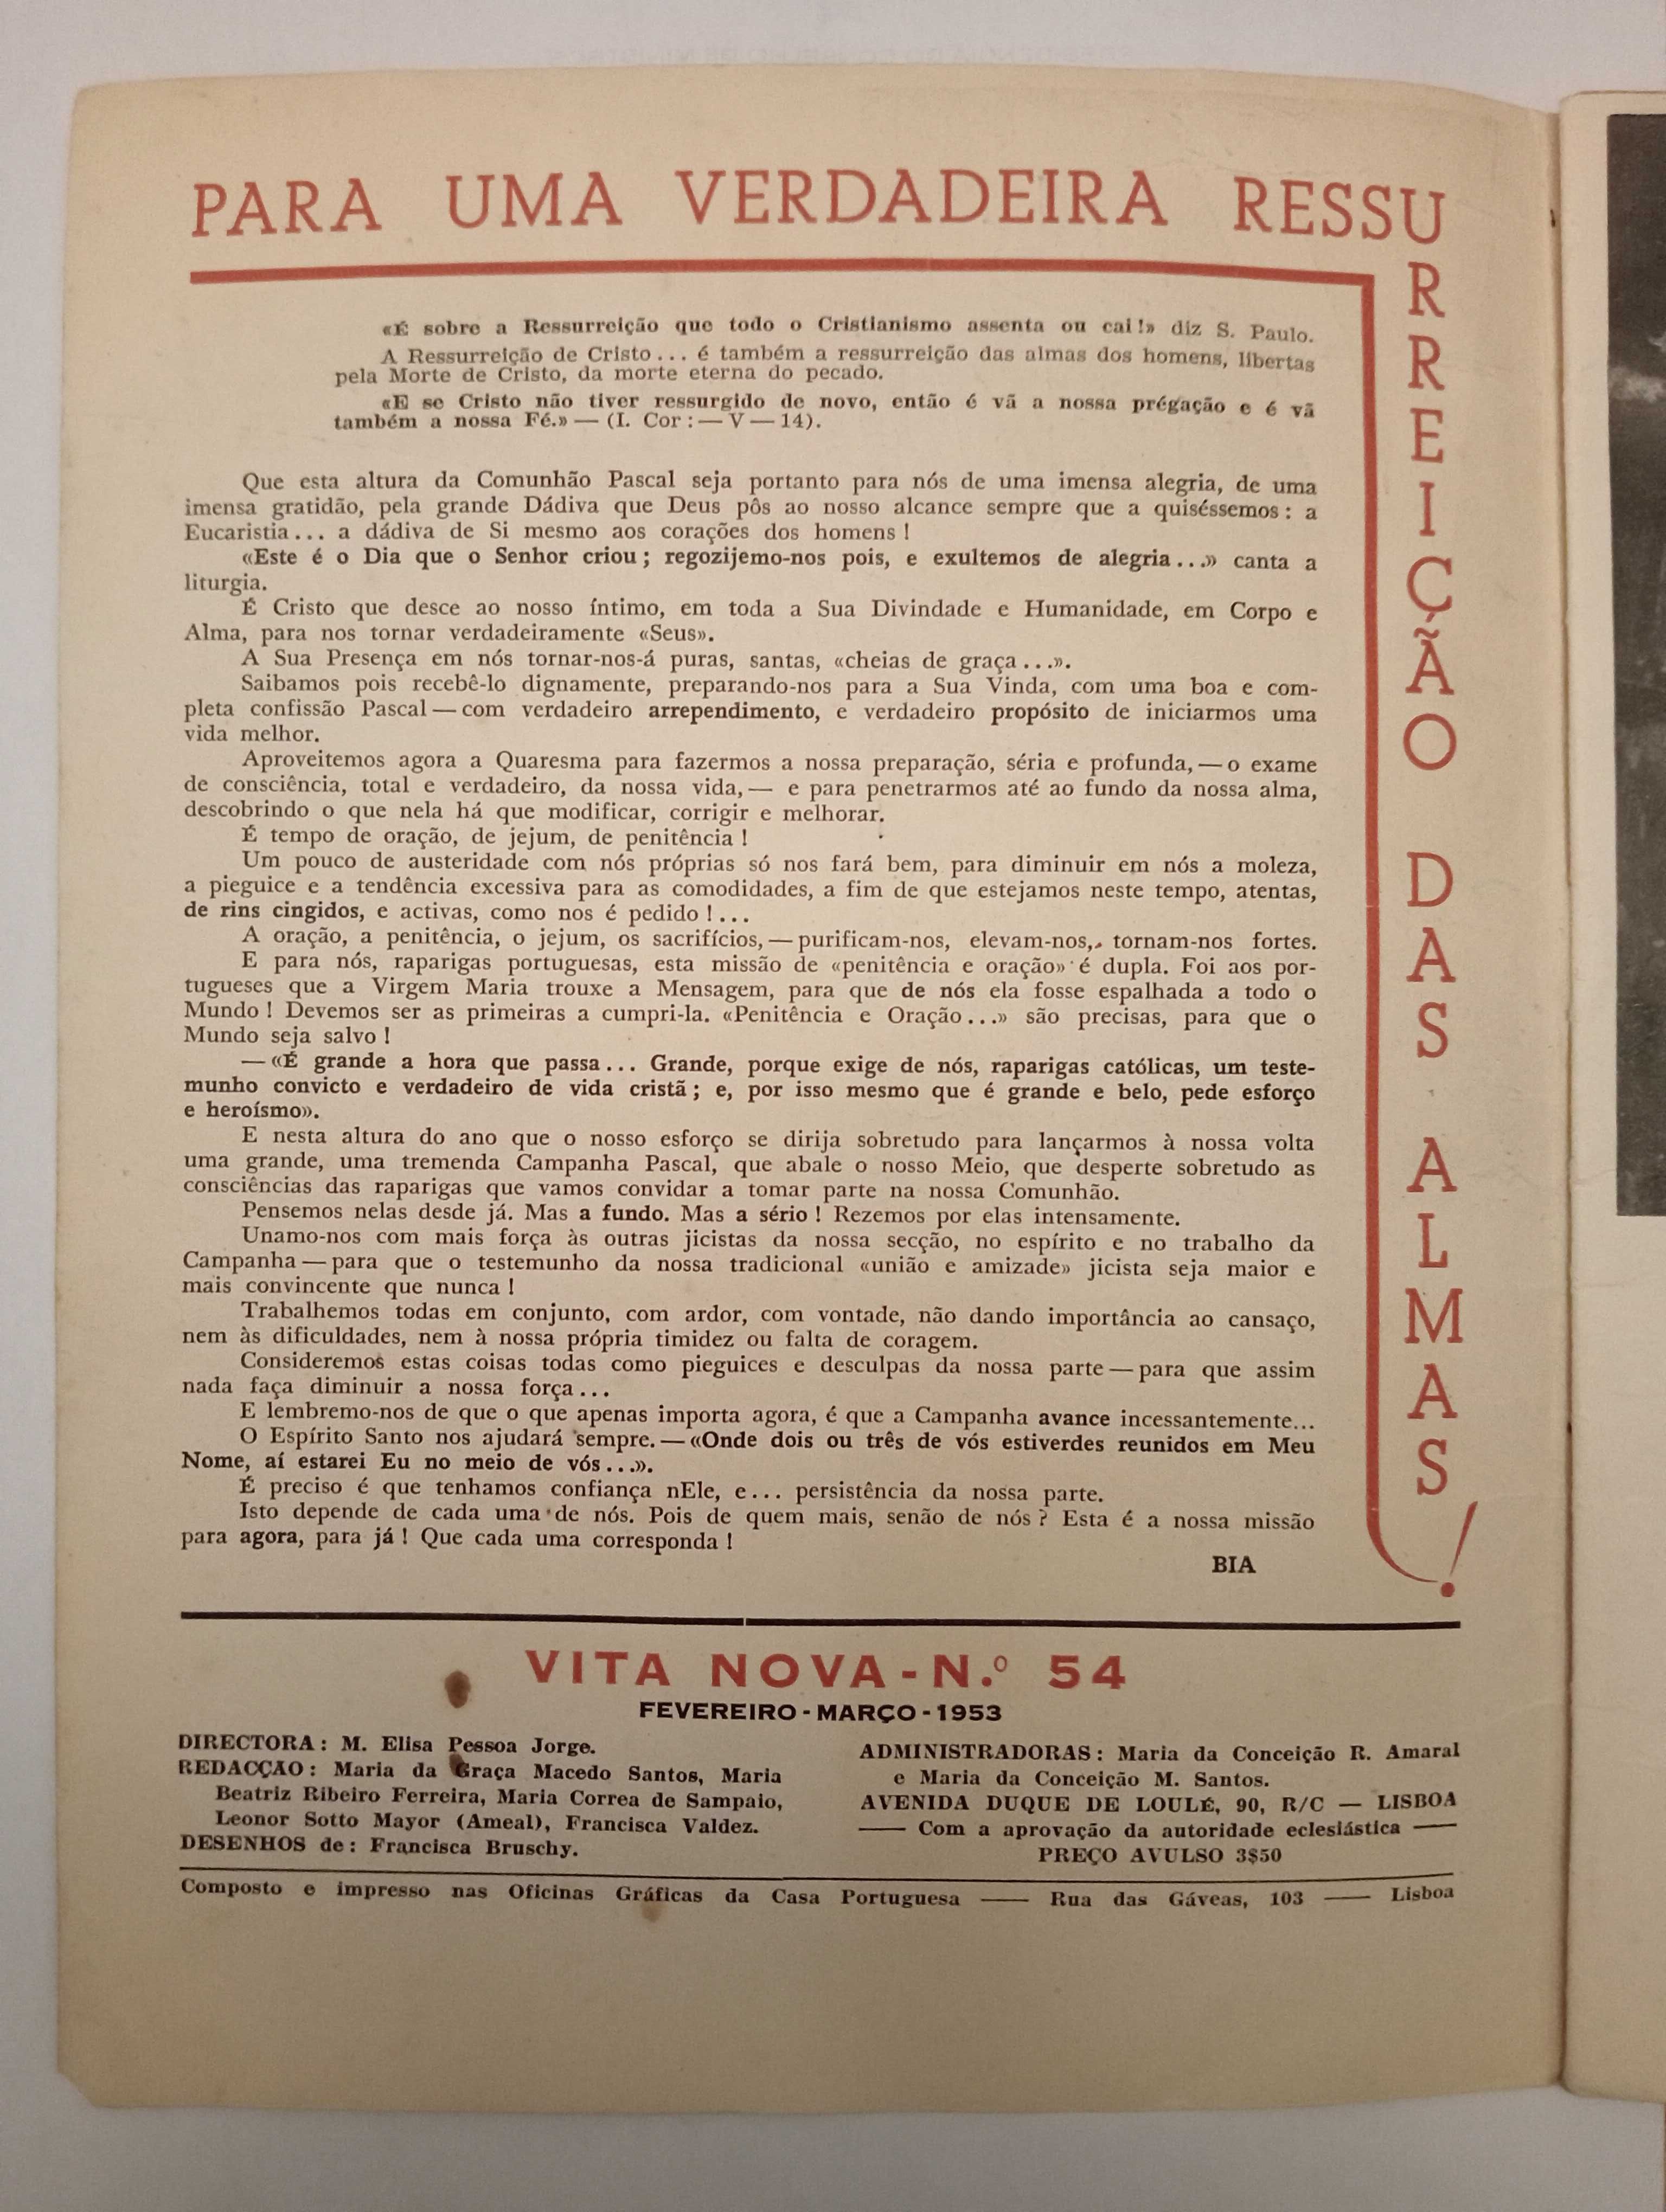 PARA UMA VERDADEIRA RESSURREIÇÃO DAS ALMAS!
«É sobre a Ressurreição que todo o Cristianismo assenta ou cai!» diz S. Paulo.
A Ressurreição de Cristo... é também a ressurreição das almas dos homens, libertas
pela Morte de Cristo, da morte eterna do pecado.
«E se Cristo não tiver ressurgido de novo, então é vã a nossa prégação e é vã
também a nossa Fé.» — (I. Cor: — V — 14).
Que esta altura da Comunhão Pascal seja portanto para nós de uma imensa alegria, de uma
imensa gratidão, pela grande Dádiva que Deus pôs ao nosso alcance sempre que a quiséssemos: a
Eucaristia... a dádiva de Si mesmo aos corações dos homens!
«Este é o Dia que o Senhor criou; regozijemo-nos pois, e exultemos de alegria...» canta a
liturgia.
É Cristo que desce ao nosso íntimo, em toda a Sua Divindade e Humanidade, em Corpo e
Alma, para nos tornar verdadeiramente «Seus».
A Sua Presença em nós tornar-nos-á puras, santas, «cheias de graça...».
Saibamos pois recebê-lo dignamente, preparando-nos para a Sua Vinda, com uma boa e com-
pleta confissão Pascal — com verdadeiro arrependimento, e verdadeiro propósito de iniciarmos uma
vida melhor.
Aproveitemos agora a Quaresma para fazermos a nossa preparação, séria e profunda, — o exame
de consciência, total e verdadeiro, da nossa vida, — e para penetrarmos até ao fundo da nossa alma,
descobrindo o que nela há que modificar, corrigir e melhorar.
É tempo de oração, de jejum, de penitência!
Um pouco de austeridade com nós próprias só nos fará bem, para diminuir em nós a moleza,
a pieguice e a tendência excessiva para as comodidades, a fim de que estejamos neste tempo, atentas,
de rins cingidos, e activas, como nos é pedido!...
A oração, a penitência, o jejum, os sacrifícios, — purificam-nos, elevam-nos, tornam-nos fortes.
E para nós, raparigas portuguesas, esta missão de «penitência e oração» é dupla. Foi aos por-
tugueses que a Virgem Maria trouxe a Mensagem, para que de nós ela fosse espalhada a todo o
Mundo! Devemos ser as primeiras a cumpri-la. «Penitência e Oração...» são precisas, para que o
Mundo seja salvo!
— «É grande a hora que passa... Grande, porque exige de nós, raparigas católicas, um teste-
munho convicto e verdadeiro de vida cristã; e, por isso mesmo que é grande e belo, pede esforço
e heroísmo».
E nesta altura do ano que o nosso esforço se dirija sobretudo para lançarmos à nossa volta
uma grande, uma tremenda Campanha Pascal, que abale o nosso Meio, que desperte sobretudo as
consciências das raparigas que vamos convidar a tomar parte na nossa Comunhão.
Pensemos nelas desde já. Mas a fundo. Mas a sério! Rezemos por elas intensamente.
Unamo-nos com mais força às outras jicistas da nossa secção, no espírito e no trabalho da
Campanha — para que o testemunho da nossa tradicional «união e amizade» jicista seja maior e
mais convincente que nunca!
Trabalhemos todas em conjunto, com ardor, com vontade, não dando importância ao cansaço,
nem às dificuldades, nem à nossa própria timidez ou falta de coragem.
Consideremos estas coisas todas como pieguices e desculpas da nossa parte — para que assim
nada faça diminuir a nossa força...
E lembremo-nos de que o que apenas importa agora, é que a Campanha avance incessantemente...
O Espírito Santo nos ajudará sempre. — «Onde dois ou três de vós estiverdes reunidos em Meu
Nome, aí estarei Eu no meio de vós...».
É preciso é que tenhamos confiança nEle, e... persistência da nossa parte.
Isto depende de cada uma de nós. Pois de quem mais, senão de nós? Esta é a nossa missão
para agora, para já! Que cada uma corresponda!
BIA
VITA NOVA - N.º 54
FEVEREIRO - MARÇO - 1953
DIRECTORA: M. Elisa Pessoa Jorge.
REDACÇÃO: Maria da Graça Macedo Santos, Maria
Beatriz Ribeiro Ferreira, Maria Correa de Sampaio,
Leonor Sotto Mayor (Ameal), Francisca Valdez.
DESENHOS de: Francisca Bruschy.
ADMINISTRADORAS: Maria da Conceição R. Amaral
e Maria da Conceição M. Santos.
AVENIDA DUQUE DE LOULÉ, 90, R/C — LISBOA
— Com a aprovação da autoridade eclesiástica —
PREÇO AVULSO 3$50
Composto e impresso nas Oficinas Gráficas da Casa Portuguesa — Rua das Gáveas, 103 — Lisboa